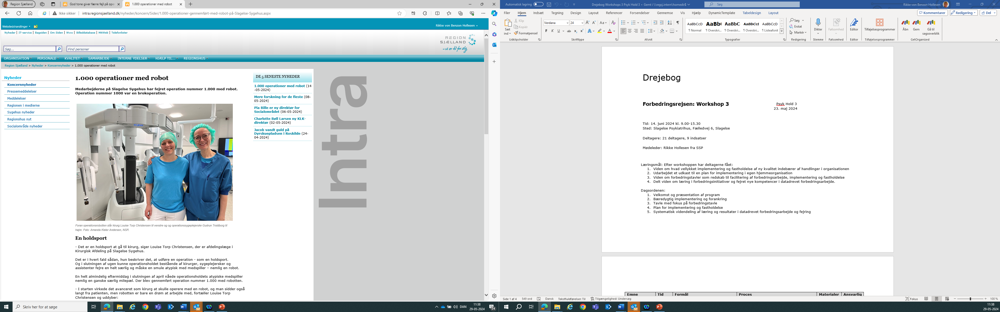 Region Sjælland
God tone giver færre fejl på ope
1.000 operationer med robot
Ikke sikker
intra.regionsjaelland.dk/nyheder/koncern/Sider/1.000-operationer-gennemført-med-robot-på-Slagelse-Sygehus.aspx
Webstedshandlinger
Rikke von Benzon Hollesen
Nyheder | IT-service | Bagsiden | Om Siden | Www | Billeddatabase | MitWeb | Telefonlister
REGION
SJÆLLAND
- vi er til for dig
Søg...
Find personer
ORGANISATION PERSONALE KVALITET SAMARBEJDE INTERNE YDELSER HJÆLP TIL... REGIONSHUS
Region Sjælland > Nyheder > Koncernnyheder > 1.000 operationer med robot
Nyheder
Koncernnyheder
Pressemeddelelser
Meddelelser
Regionen i medierne
Sygehus nyheder
Regionshus nyt
Socialområde nyheder
1.000 operationer med robot
Medarbejderne på Slagelse Sygehus har fejret operation nummer 1.000 med robot.
Operation nummer 1000 var en brokoperation.
1
2
3
4
Foran operationsrobotten står kirurg Louise Torp Christensen til venstre og og operationssygeplejerske Gudrun Troldborg til
højre. Foto: Amanda Kieler Andersen, NSR.
En holdsport
- Det er en holdsport at gå til kirurg, siger Louise Torp Christensen, der er afdelingslæge i
Kirurgisk Afdeling på Slagelse Sygehus.
Det er i hvert fald sådan, hun beskriver det, at udføre en operation - som en holdsport.
Og i slutningen af ugen kunne operationsholdet bestående af kirurger, sygeplejersker og
assistenter fejre en helt særlig og måske en smule atypisk med medspiller – nemlig en robot.
En helt almindelig eftermiddag i slutningen af april nåede operationsholdets atypiske medspiller
nemlig en ganske særlig milepæl. Der blev gennemført operation nummer 1.000 med robotten.
- I starten virkede det avanceret som kirurg at skulle operere med en robot, og man sidder også
langt fra patienten, men robotten er bare en drøm at arbejde med, fortæller Louise Torp
Christensen og uddyber:
DE 5 SENESTE NYHEDER
1.000 operationer med robot (14
-05-2024)
Mere forskning for de fleste (08-
05-2024)
Pia Bille er ny direktør for
Socialområdet (06-05-2024)
Charlotte Bøll Larsen ny KLK-
direktør (02-05-2024)
Jacob vandt guld på
Dyrskuepladsen i Roskilde (24-
04-2024)
Intra
Skriv her for at søge
DAN
11:38
29-05-2024
24
Automatisk lagring
Drejebog Workshops 3 Psyk Hold 3 • Gemt i \\regsj.intern\homedir$
Søg
Rikke von Benzon Hollesen
Filer Hjem Indsæt Tegning Design Layout Referencer Forsendelser Gennemse Vis Hjælp DynamicTemplate Tabeldesign Layout
Kommentarer
Redigering
Del
Sæt
ind
Klip
Kopiér
Formatpensel
Udklipsholder
Verdana
24
F K U ab x₂ x²
Skrifttype
Afsnit
AaBbCcD AaBb( AaBbC AaBbCcL AaBbCcD
¶ Normal ¶ Overskri... ¶ Overskri... ¶ Overskri... ¶ Listeafsnit
Typografier
Søg
Erstat
Markér
Redigering
Dikter
Stemme
Følsomhed
Følsomhed
Editor
Editor
Tilføjelsesprogrammer
Tilføjelsesprogrammer
Åbn
Gem
Gå til
sagsoverblik
GetOrganized
Drejebog
Forbedringsrejsen: Workshop 3
Psyk Hold 3
23. maj 2024
Tid: 14. juni 2024 kl. 9.00-15.30
Sted: Slagelse Psykiatrihus, Fælledvej 6, Slagelse
Deltagere: 21 deltagere, 9 indsatser
Mødeleder: Rikke Hollesen fra SSP
Læringsmål: Efter workshoppen har deltagerne fået:
1. Viden om hvad vellykket implementering og fastholdelse af ny kvalitet indebærer af handlinger i organisationen
2. Udarbejdet et udkast til en plan for implementering i egen hjemmeorganisation
3. Viden om forbedringstavler som redskab til facilitering af forbedringsarbejde, implementering og fastholdelse
4. Delt viden om læring i forbedringsinitiativer og fejret nye kompetencer i datadrevet forbedringsarbejde.
Dagsordenen:
1. Velkomst og præsentation af program
2. Bæredygtig implementering og forankring
3. Tavle med fokus på forbedringstavle
4. Plan for implementering og fastholdelse
5. Systematisk videndeling af læring og resultater i datadrevet forbedringsarbejde og fejring
Emne Tid Formål Proces Materialer Ansvarlig
Side 1 af 4 549 ord Dansk Tekstfuldførelser: Til Tilgængelighed: Undersøg
Fokus
100 %
11:38
29-05-2024